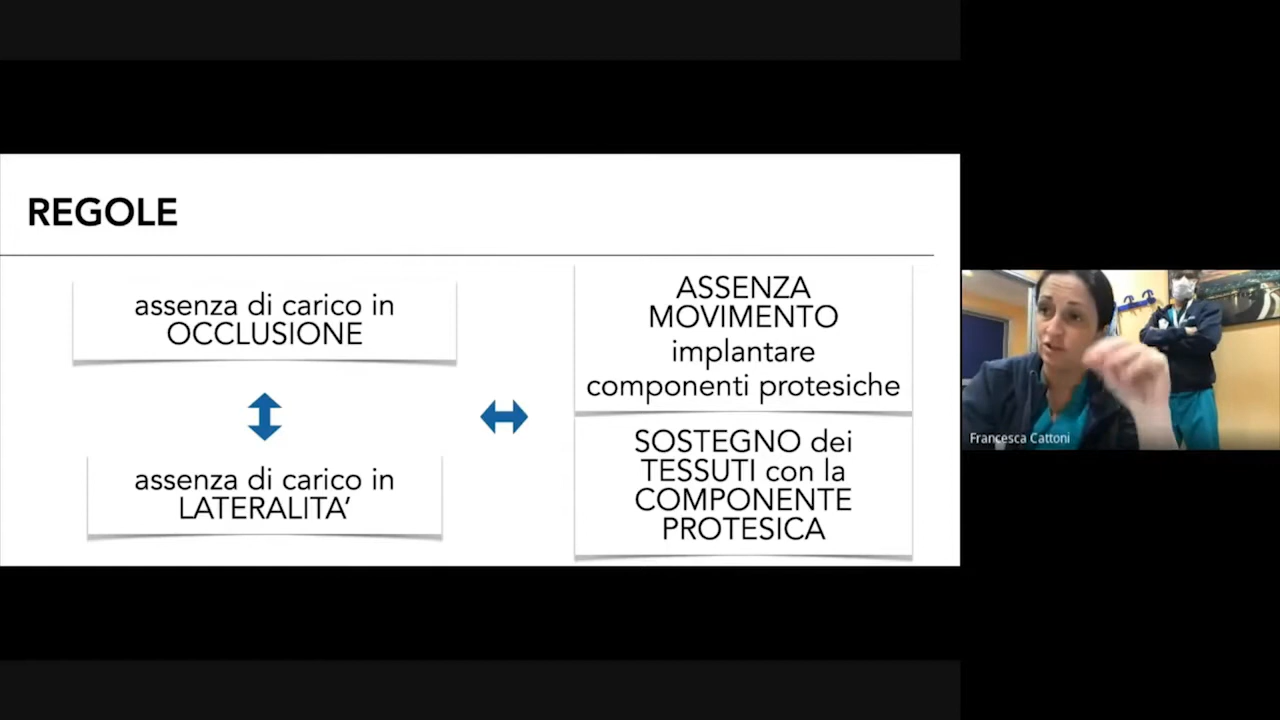 REGOLE
assenza di carico in
OCCLUSIONE
assenza di carico in
LATERALITA’
ASSENZA
MOVIMENTO
implantare
componenti protesiche
SOSTEGNO dei
TESSUTI con la
COMPONENTE
PROTESICA
Francesca Cattoni